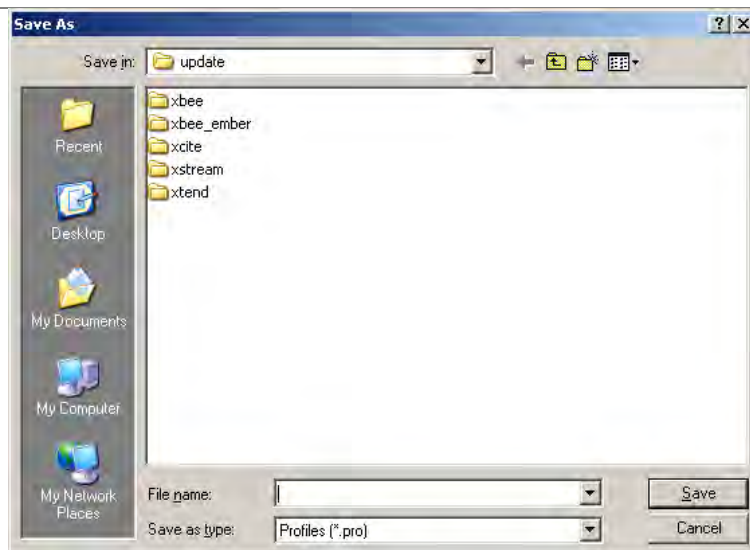 Save As
Save in:
update
xbee
xbee_ember
xcite
xstream
xtend
Recent
Desktop
My Documents
My Computer
My Network
Places
File name:
Save
Save as type:
Profiles (*.pro)
Cancel